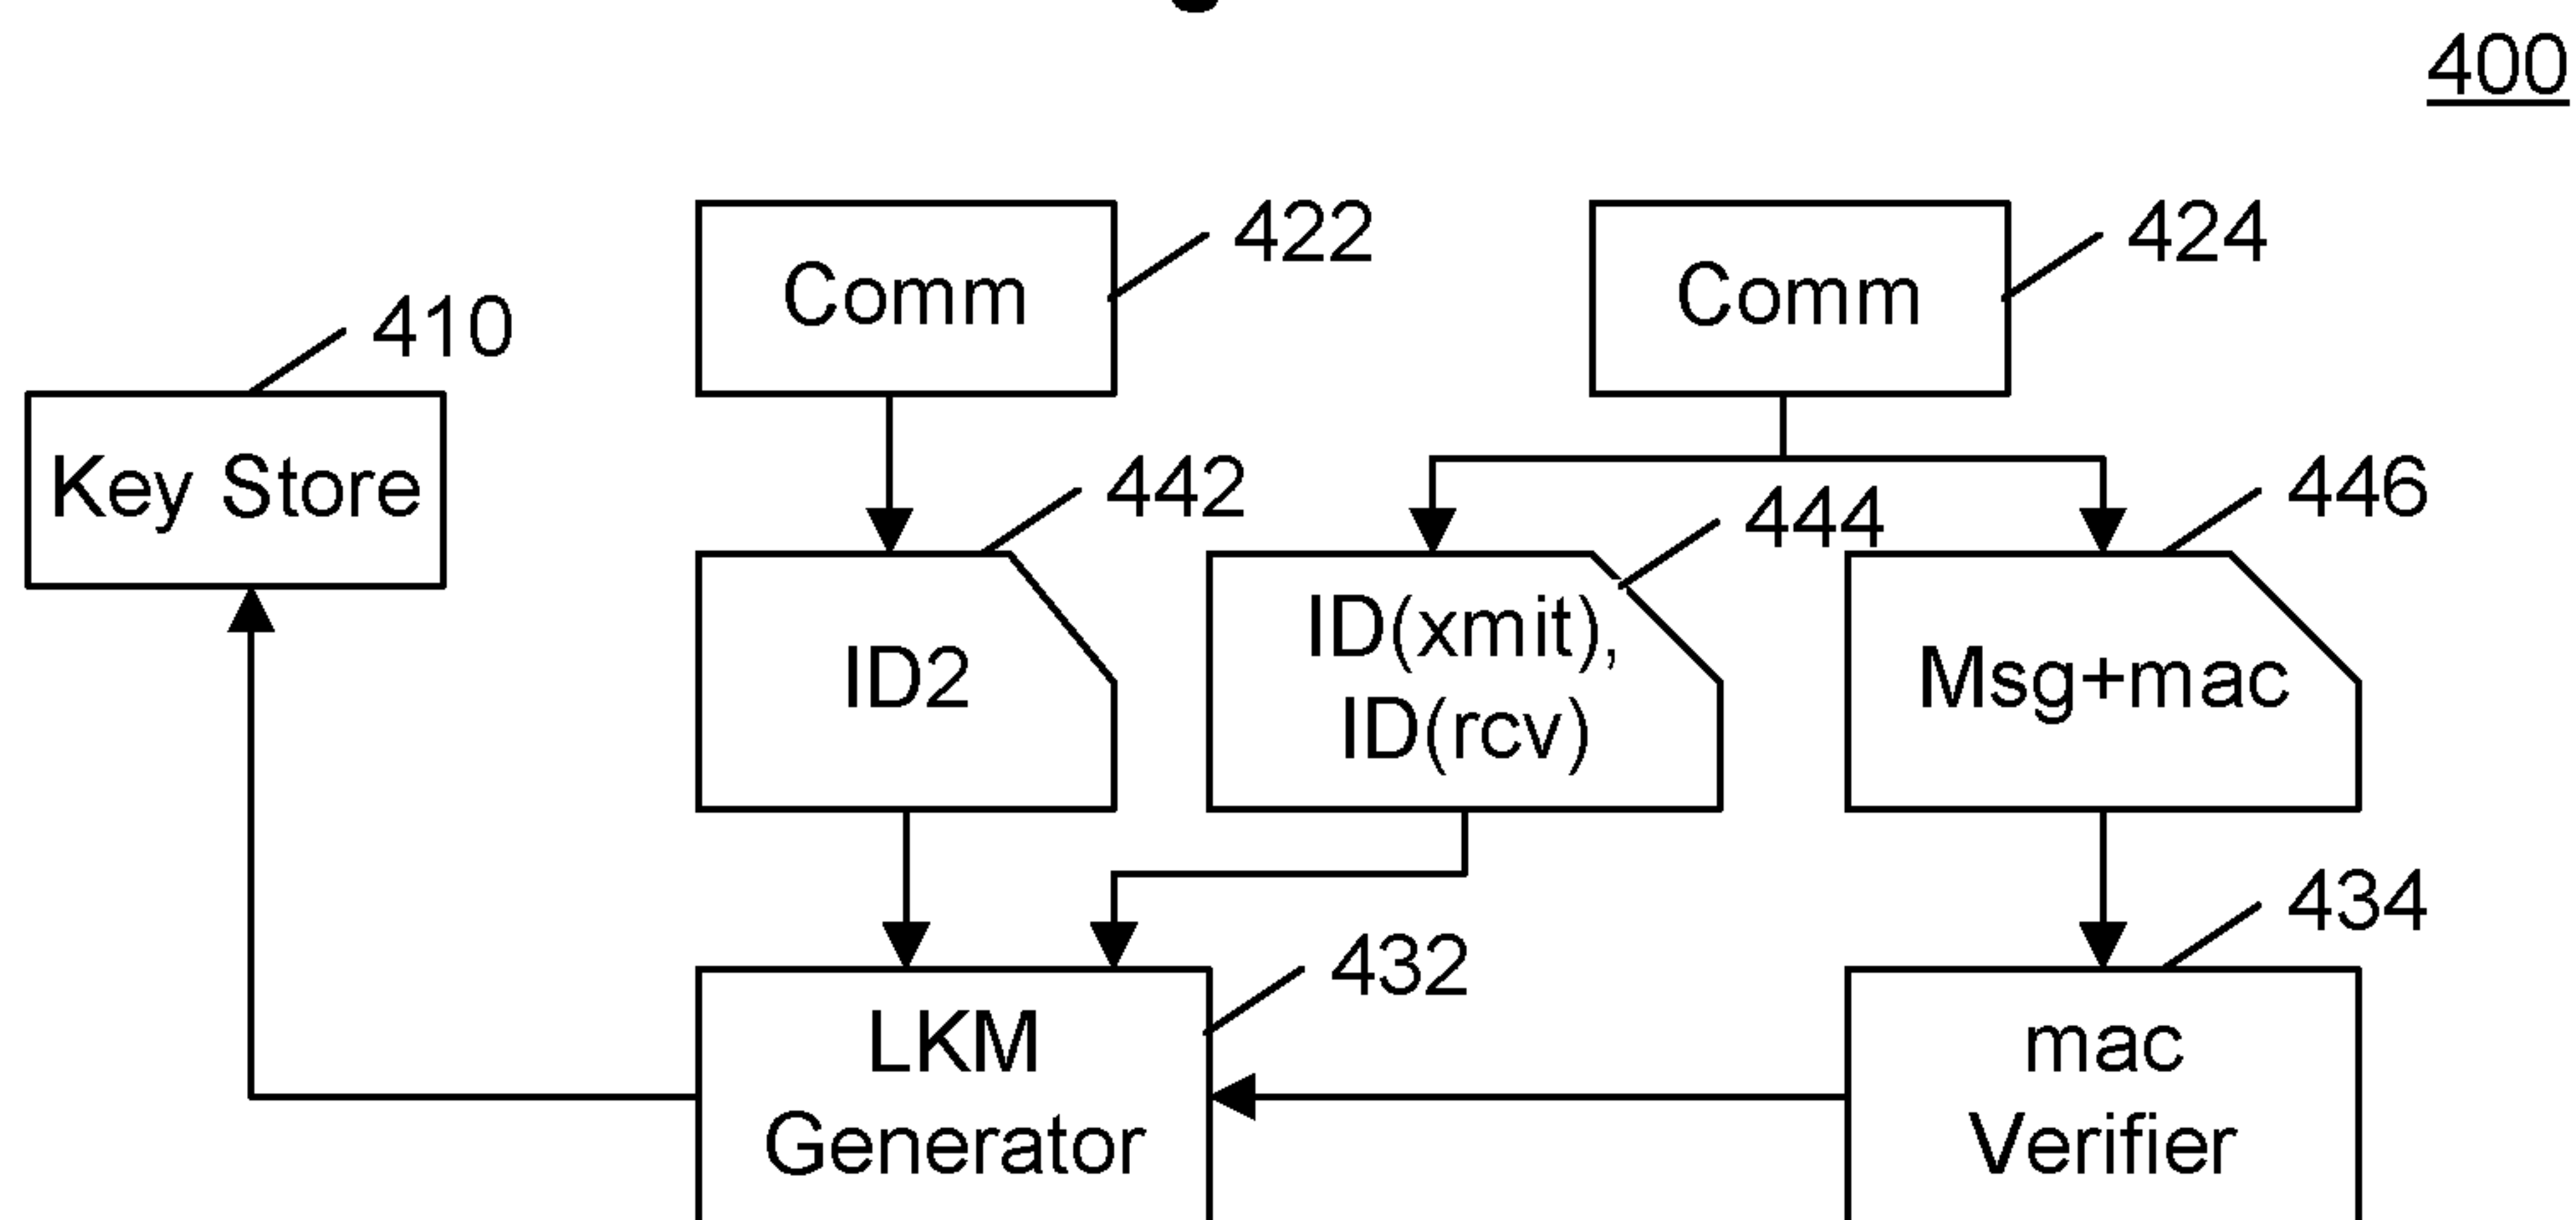 400
Comm
422
Comm
424
410
Key Store
442
444
446
ID2
ID(xmit),
ID(rcv)
Msg+mac
432
434
LKM
Generator
mac
Verifier